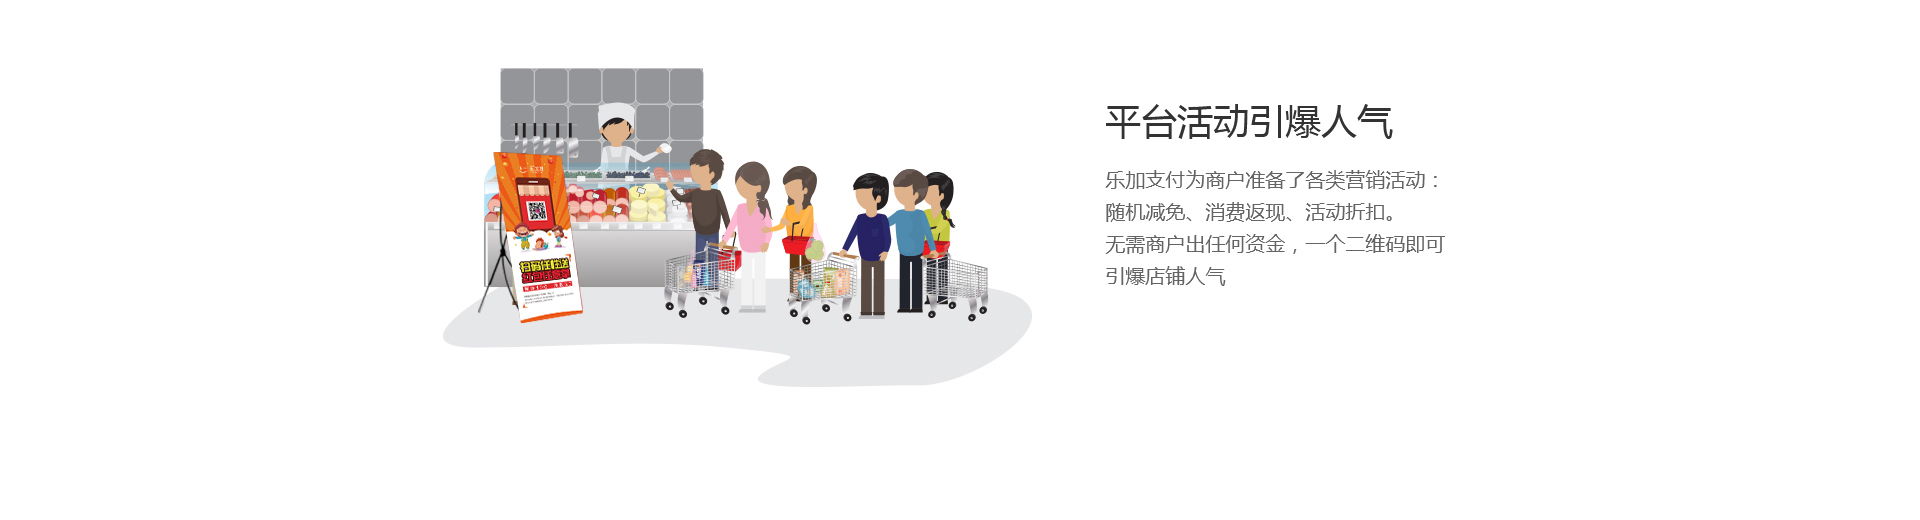 平台活动引爆人气
乐加支付为商户准备了各类营销活动：
随机减免、消费返现、活动折扣。
无需商户出任何资金，一个二维码即可
引爆店铺人气